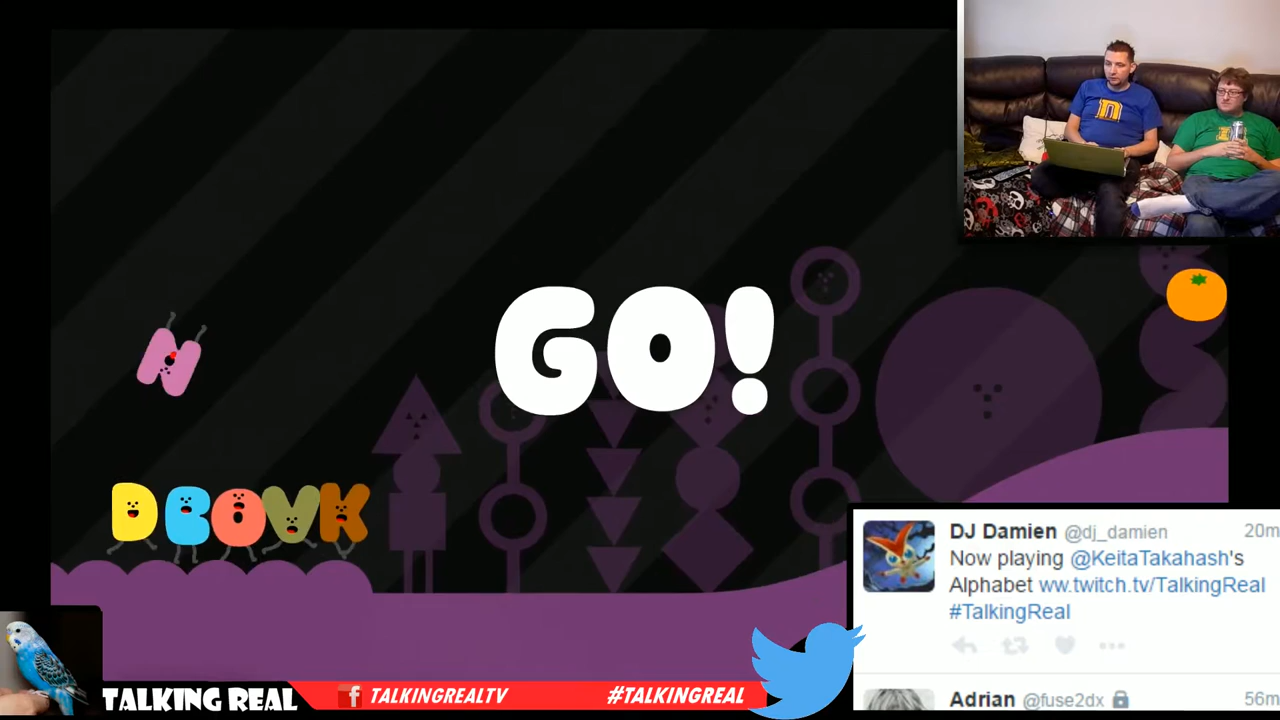 GO!
N
DBOVK
n
DJ Damien @dj_damien 20m
Now playing @KeitaTakahash's
Alphabet ww.twitch.tv/TalkingReal
#TalkingReal
Adrian @fuse2dx 56m
TALKING REAL
f TALKINGREALTV
#TALKINGREAL